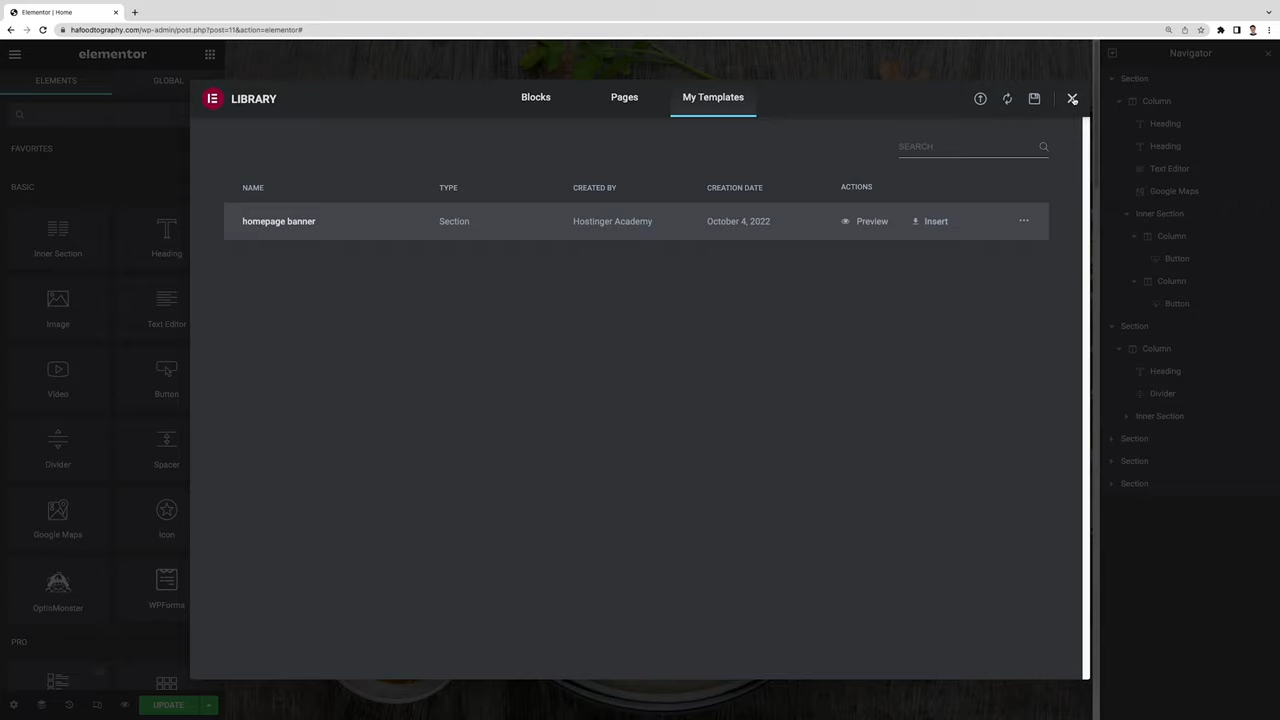 Elementor | Home
hafoodtography.com/wp-admin/post.php?post=11&action=elementor#
elementor
Navigator
ELEMENTS
GLOBAL
LIBRARY
Blocks
Pages
My Templates
SEARCH
FAVORITES
BASIC
NAME
TYPE
CREATED BY
CREATION DATE
ACTIONS
homepage banner
Section
Hostinger Academy
October 4, 2022
Preview
Insert
Inner Section
Heading
Image
Text Editor
Video
Button
Divider
Spacer
Google Maps
Icon
OptinMonster
WPForms
PRO
UPDATE
Section
Column
Heading
Heading
Text Editor
Google Maps
Inner Section
Column
Button
Column
Button
Section
Column
Heading
Divider
Inner Section
Section
Section
Section